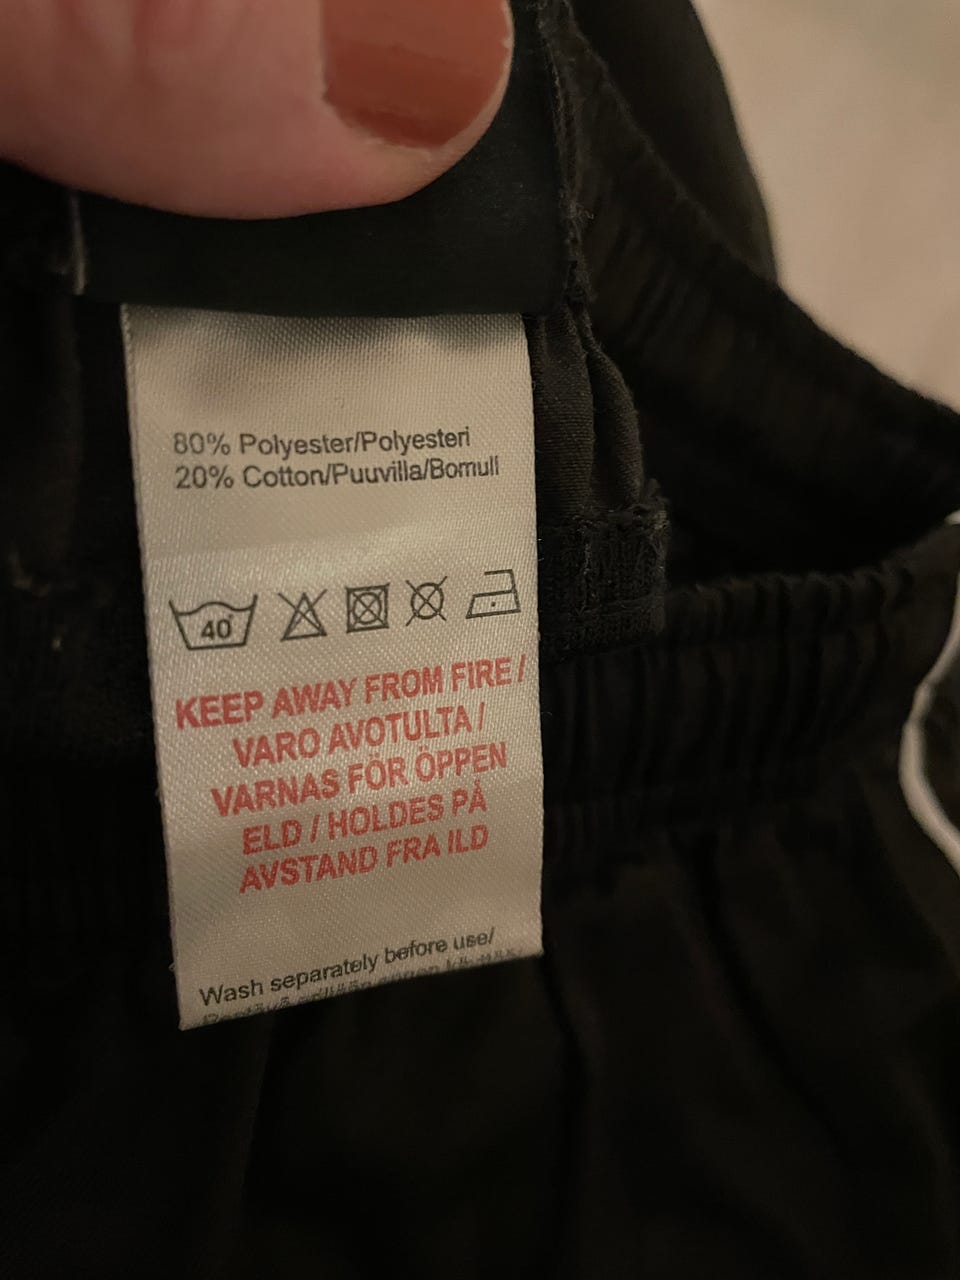 80% Polyester/Polyesteri
20% Cotton/Puuvilla/Bomull
40
KEEP AWAY FROM FIRE /
VARO AVOTULTA /
VARNAS FÖR ÖPPEN
ELD / HOLDES PÅ
AVSTAND FRA ILD
Wash separately before use/